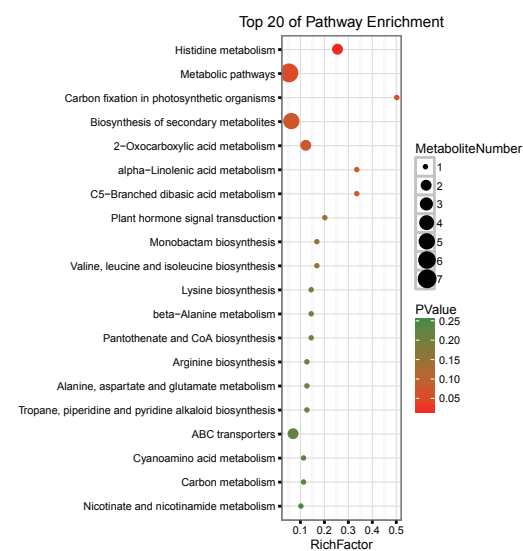 Top 20 of Pathway Enrichment
Histidine metabolism
Metabolic pathways
Carbon fixation in photosynthetic organisms
Biosynthesis of secondary metabolites
2−Oxocarboxylic acid metabolism
alpha−Linolenic acid metabolism
C5−Branched dibasic acid metabolism
Plant hormone signal transduction
Monobactam biosynthesis
Valine, leucine and isoleucine biosynthesis
Lysine biosynthesis
beta−Alanine metabolism
Pantothenate and CoA biosynthesis
Arginine biosynthesis
Alanine, aspartate and glutamate metabolism
Tropane, piperidine and pyridine alkaloid biosynthesis
ABC transporters
Cyanoamino acid metabolism
Carbon metabolism
Nicotinate and nicotinamide metabolism
0.1 0.2 0.3 0.4 0.5
RichFactor
MetaboliteNumber
1
2
3
4
5
6
7
PValue
0.25
0.20
0.15
0.10
0.05